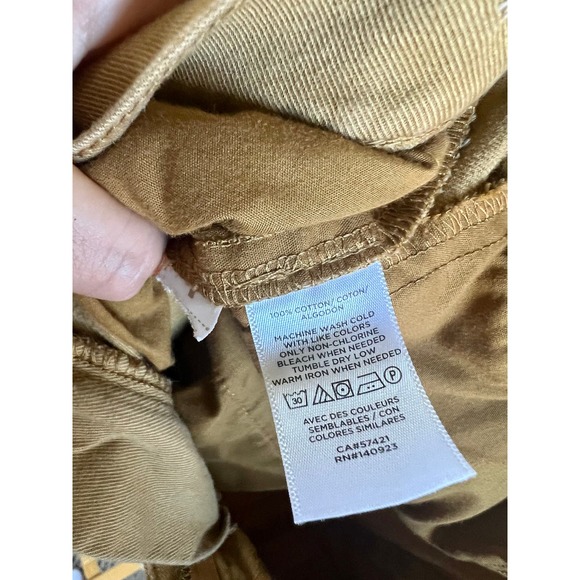 100% COTTON/ COTON/
ALGODON
MACHINE WASH COLD
WITH LIKE COLORS
ONLY NON-CHLORINE
BLEACH WHEN NEEDED
TUMBLE DRY LOW
WARM IRON WHEN NEEDED
30 P
AVEC DES COULEURS
SEMBLABLES / CON
COLORES SIMILARES
CA#57421
RN#140923